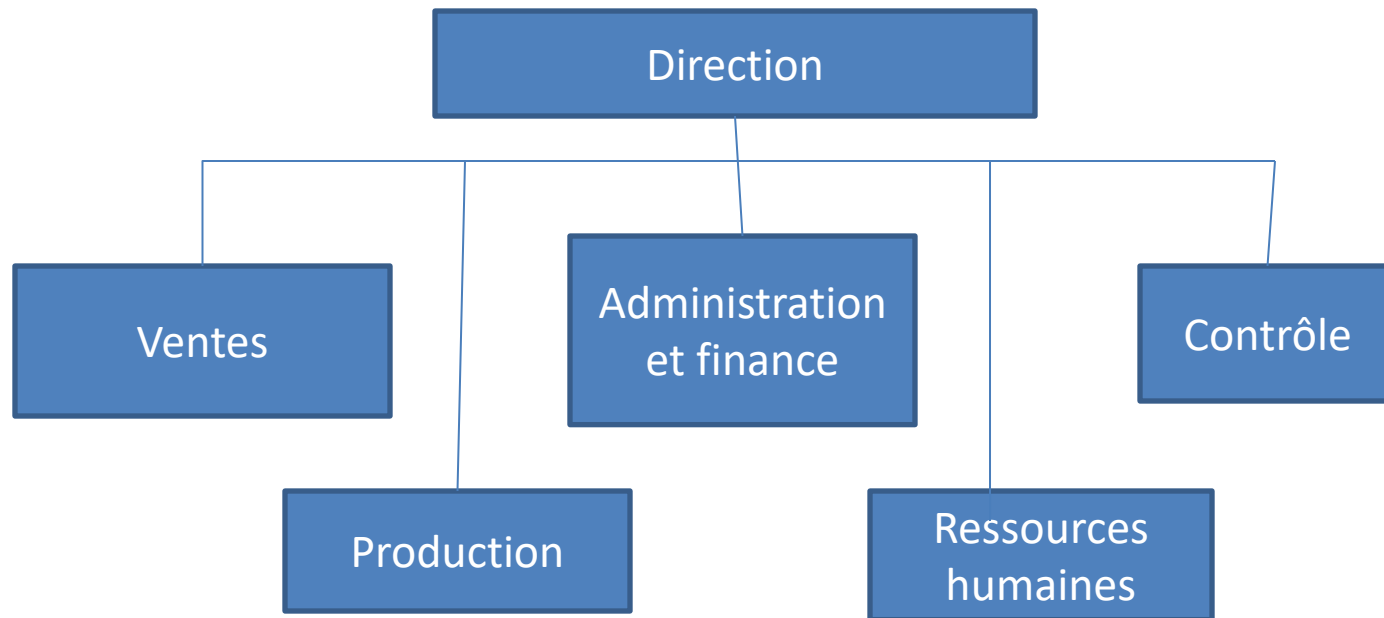 Direction
Ventes
Administration
et finance
Contrôle
Production
Ressources
humaines